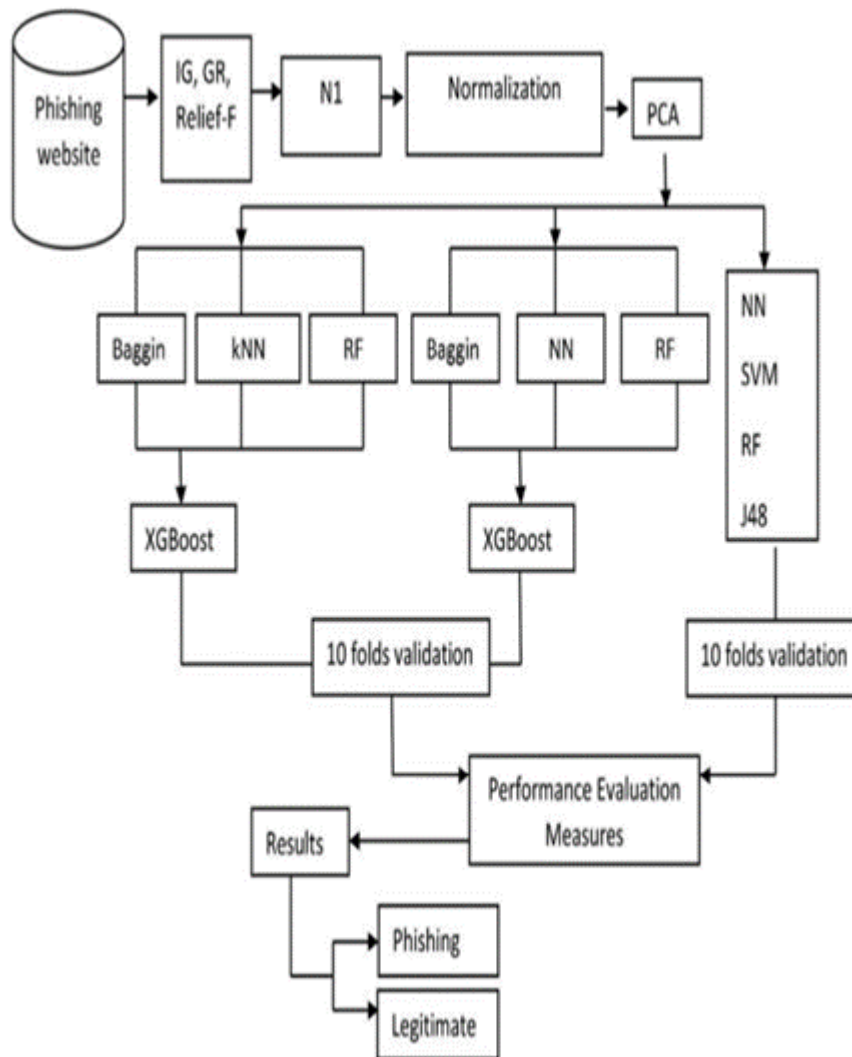 Phishing
website
IG, GR,
Relief-F
N1
Normalization
PCA
Baggin
kNN
RF
Baggin
NN
RF
NN
SVM
RF
J48
XGBoost
XGBoost
10 folds validation
10 folds validation
Performance Evaluation
Measures
Results
Phishing
Legitimate